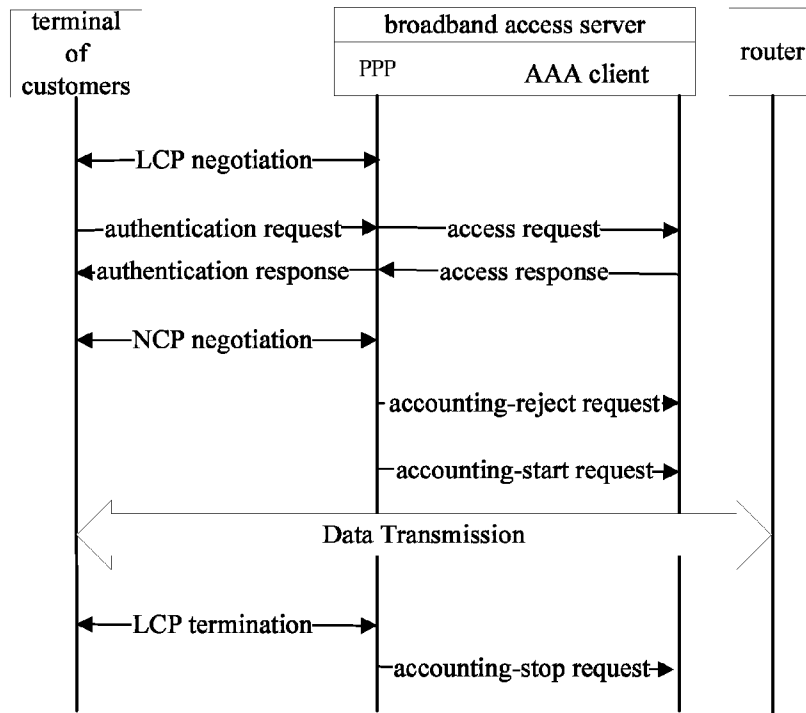 terminal
of
customers
broadband access server
PPP
AAA client
router
LCP negotiation
authentication request
access request
authentication response
access response
NCP negotiation
accounting-reject request
accounting-start request
Data Transmission
LCP termination
accounting-stop request